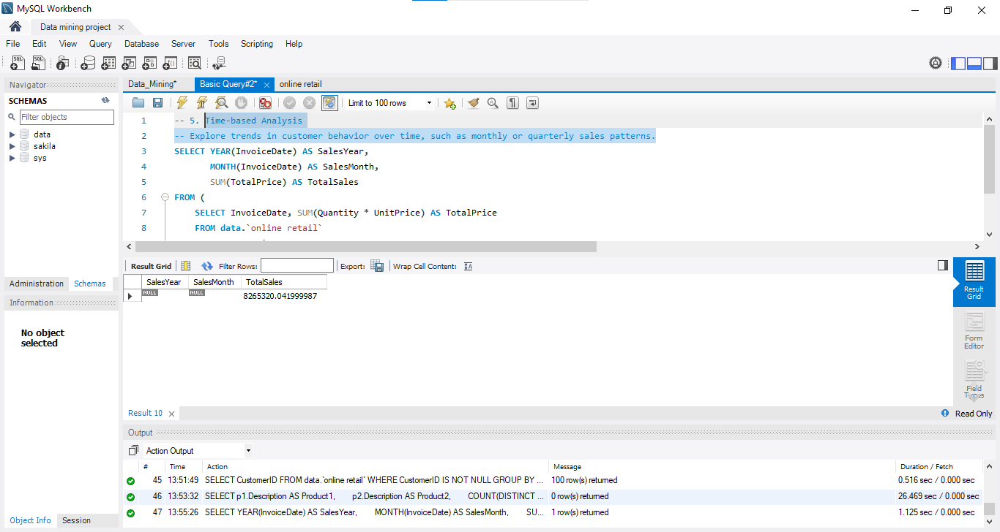 MySQL Workbench
Data mining project
File Edit View Query Database Server Tools Scripting Help
Navigator
SCHEMAS
Filter objects
data
sakila
sys
Administration Schemas
Information
No object
selected
Object Info Session
Data_Mining* Basic Query#2* online retail
Limit to 100 rows
1 -- 5. Time-based Analysis
2 -- Explore trends in customer behavior over time, such as monthly or quarterly sales patterns.
3 SELECT YEAR(InvoiceDate) AS SalesYear,
4 MONTH(InvoiceDate) AS SalesMonth,
5 SUM(TotalPrice) AS TotalSales
6 FROM (
7 SELECT InvoiceDate, SUM(Quantity * UnitPrice) AS TotalPrice
8 FROM data.`online retail`
Result Grid Filter Rows: Export: Wrap Cell Content:
SalesYear SalesMonth TotalSales
NULL NULL 8265320.041999987
Result
Grid
Form
Editor
Field
Types
Result 10
Read Only
Output
Action Output
# Time Action Message Duration / Fetch
45 13:51:49 SELECT CustomerID FROM data.`online retail` WHERE CustomerID IS NOT NULL GROUP BY ... 100 row(s) returned 0.516 sec / 0.000 sec
46 13:53:32 SELECT p1.Description AS Product1, p2.Description AS Product2, COUNT(DISTINCT ... 0 row(s) returned 26.469 sec / 0.000 sec
47 13:55:26 SELECT YEAR(InvoiceDate) AS SalesYear, MONTH(InvoiceDate) AS SalesMonth, SU... 1 row(s) returned 1.125 sec / 0.000 sec